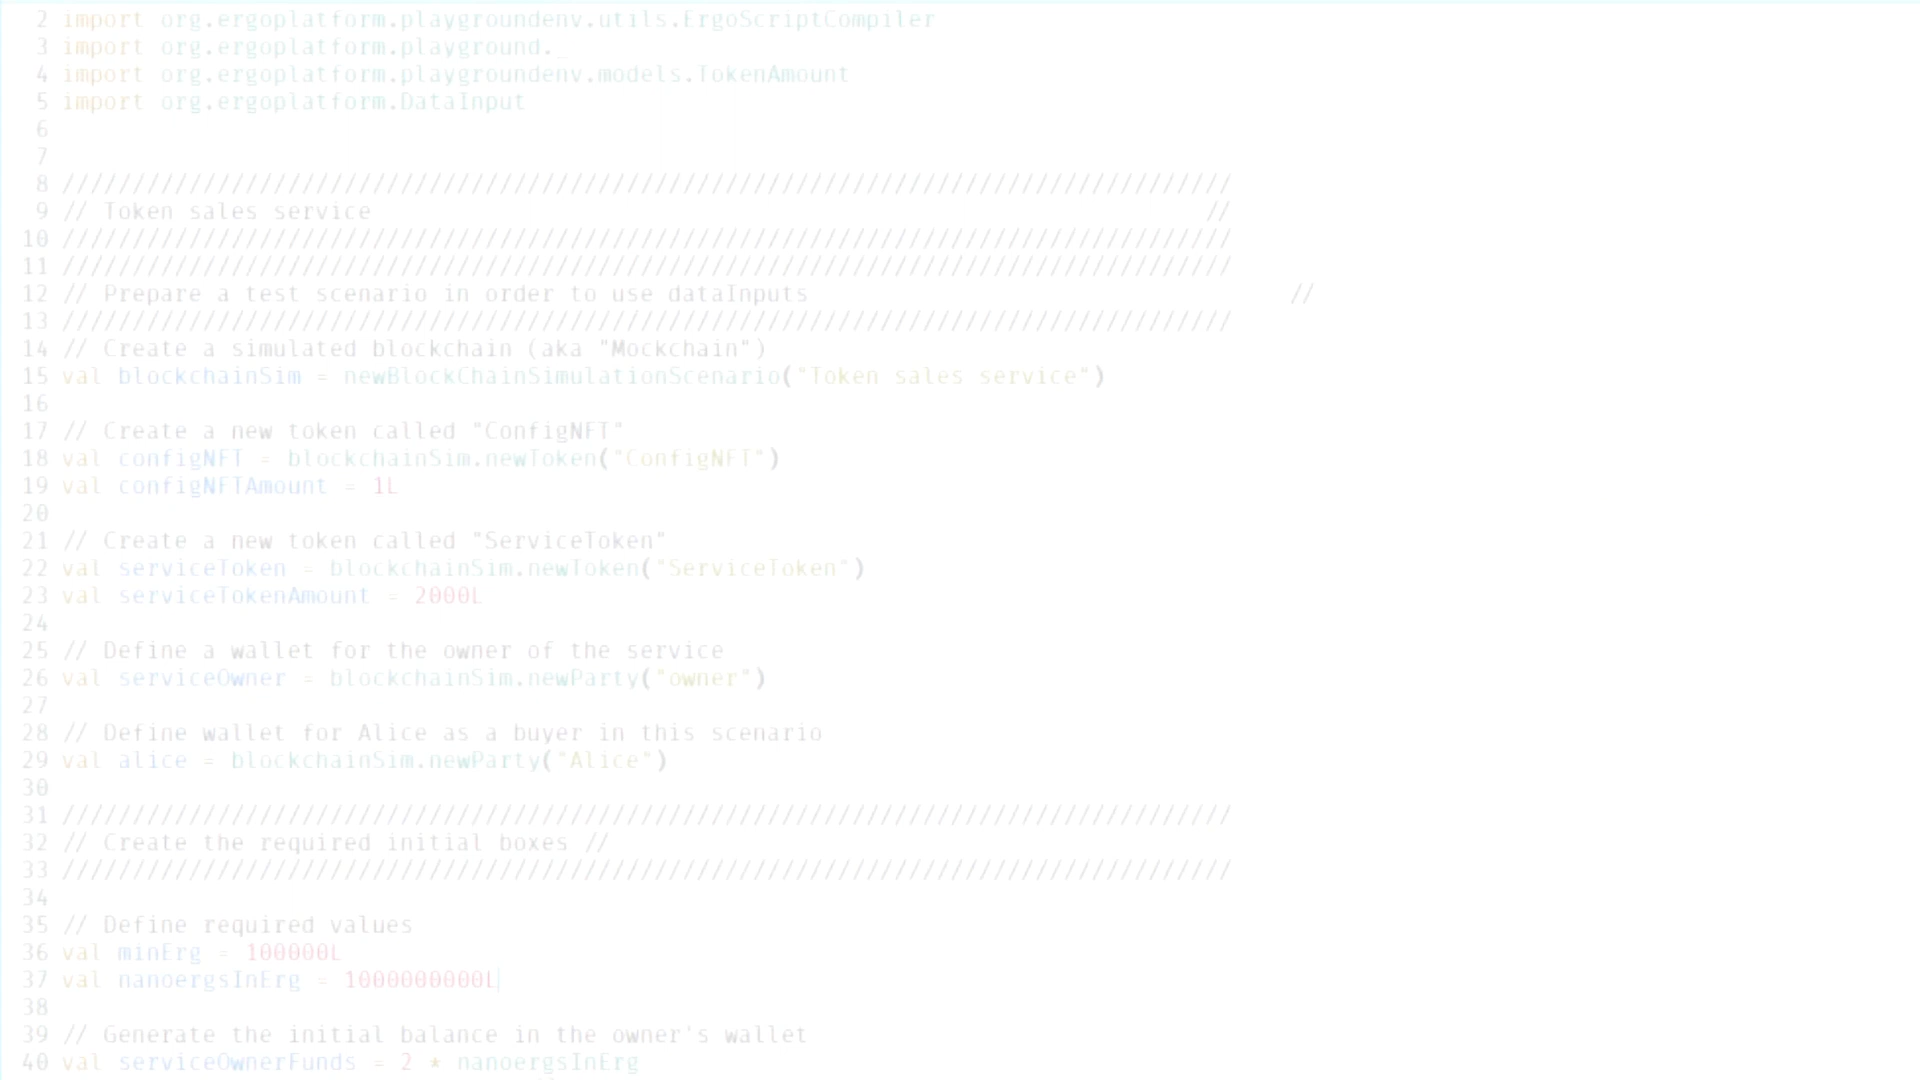 2 import org.ergoplatform.playgroundenv.utils.ErgoScriptCompiler
3 import org.ergoplatform.playground._
4 import org.ergoplatform.playgroundenv.models.TokenAmount
5 import org.ergoplatform.DataInput
6
7
8 ///////////////////////////////////////////////////////////////////////////////////
9 // Token sales service //
10 ///////////////////////////////////////////////////////////////////////////////////
11 ///////////////////////////////////////////////////////////////////////////////////
12 // Prepare a test scenario in order to use dataInputs //
13 ///////////////////////////////////////////////////////////////////////////////////
14 // Create a simulated blockchain (aka "Mockchain")
15 val blockchainSim = newBlockChainSimulationScenario("Token sales service")
16
17 // Create a new token called "ConfigNFT"
18 val configNFT = blockchainSim.newToken("ConfigNFT")
19 val configNFTAmount = 1L
20
21 // Create a new token called "ServiceToken"
22 val serviceToken = blockchainSim.newToken("ServiceToken")
23 val serviceTokenAmount = 2000L
24
25 // Define a wallet for the owner of the service
26 val serviceOwner = blockchainSim.newParty("owner")
27
28 // Define wallet for Alice as a buyer in this scenario
29 val alice = blockchainSim.newParty("Alice")
30
31 ///////////////////////////////////////////////////////////////////////////////////
32 // Create the required initial boxes //
33 ///////////////////////////////////////////////////////////////////////////////////
34
35 // Define required values
36 val minErg = 100000L
37 val nanoergsInErg = 1000000000L
38
39 // Generate the initial balance in the owner's wallet
40 val serviceOwnerFunds = 2 * nanoergsInErg